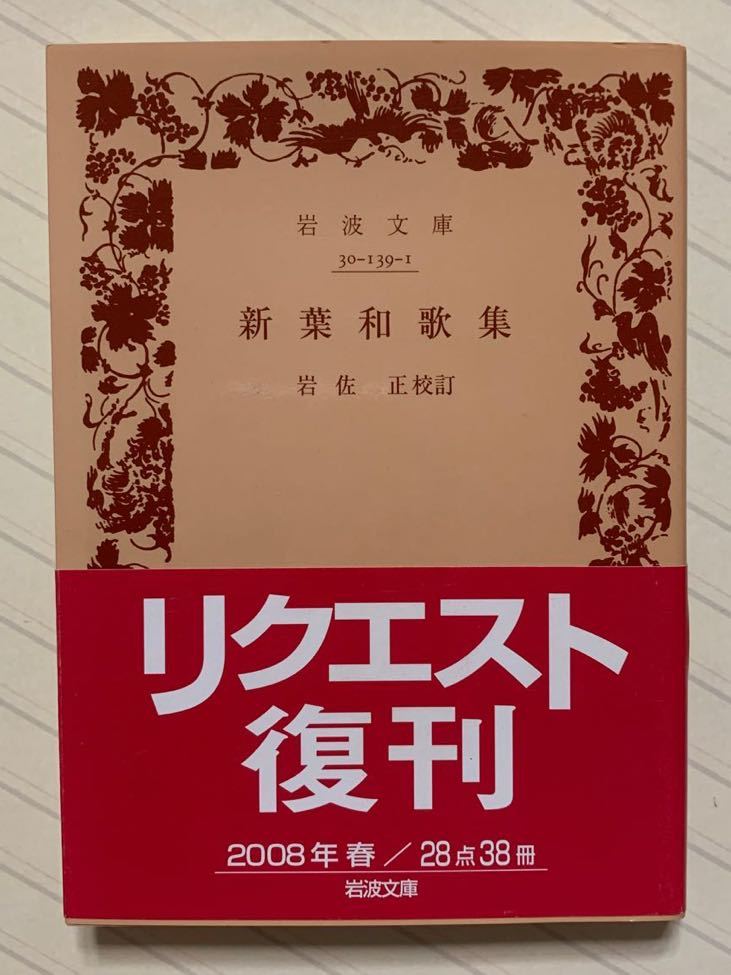 岩波文庫
30-139-1
新葉和歌集
岩佐 正校訂
リクエスト
復刊
2008年 春／28点38冊
岩波文庫